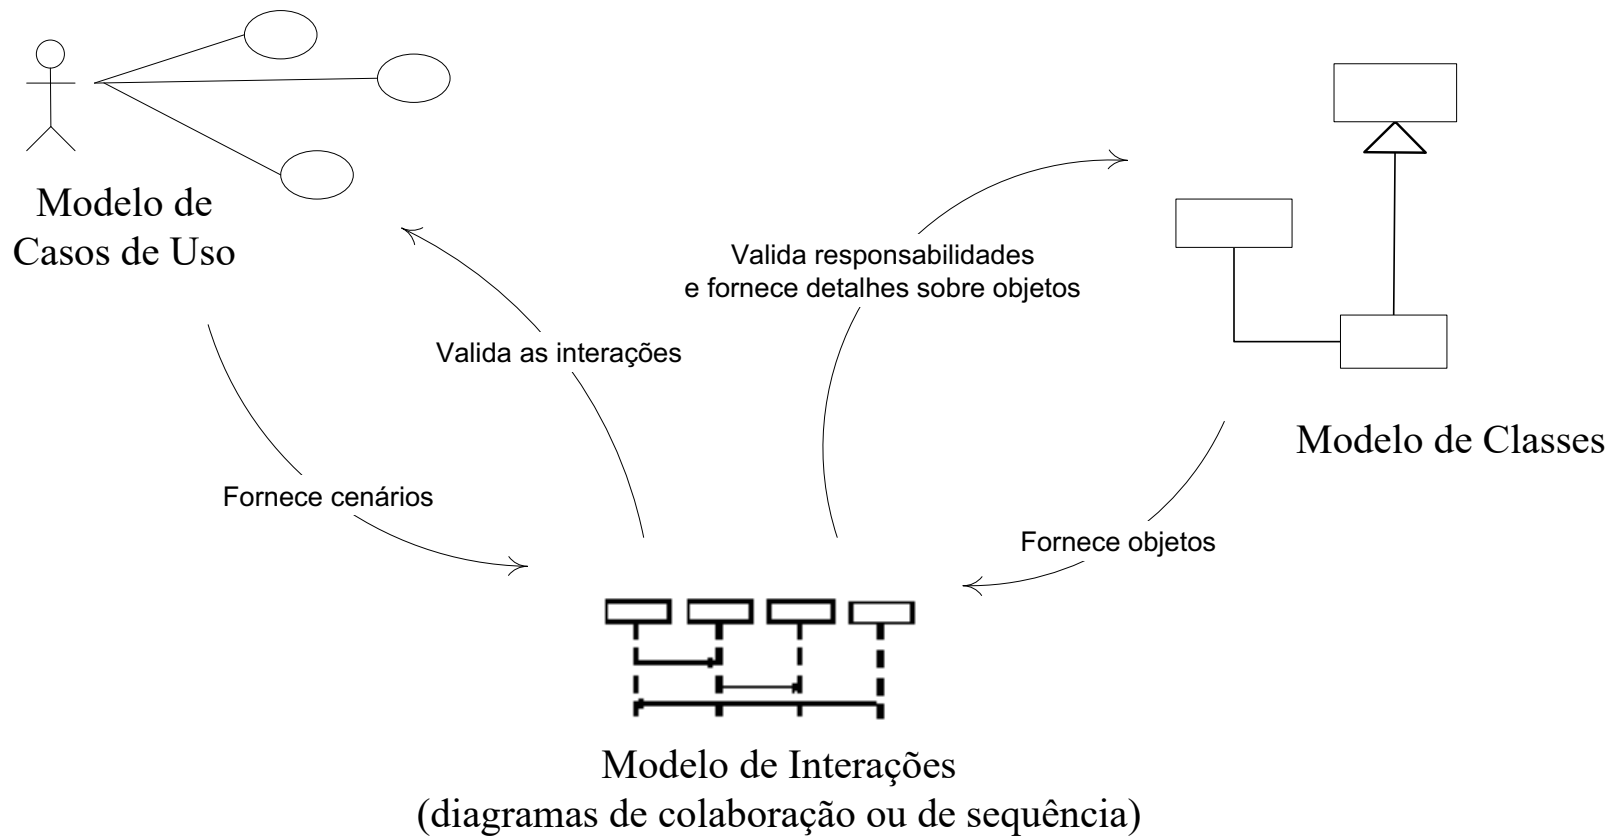 Modelo de
Casos de Uso
Valida responsabilidades
e fornece detalhes sobre objetos
Valida as interações
Modelo de Classes
Fornece cenários
Fornece objetos
Modelo de Interações
(diagramas de colaboração ou de sequência)